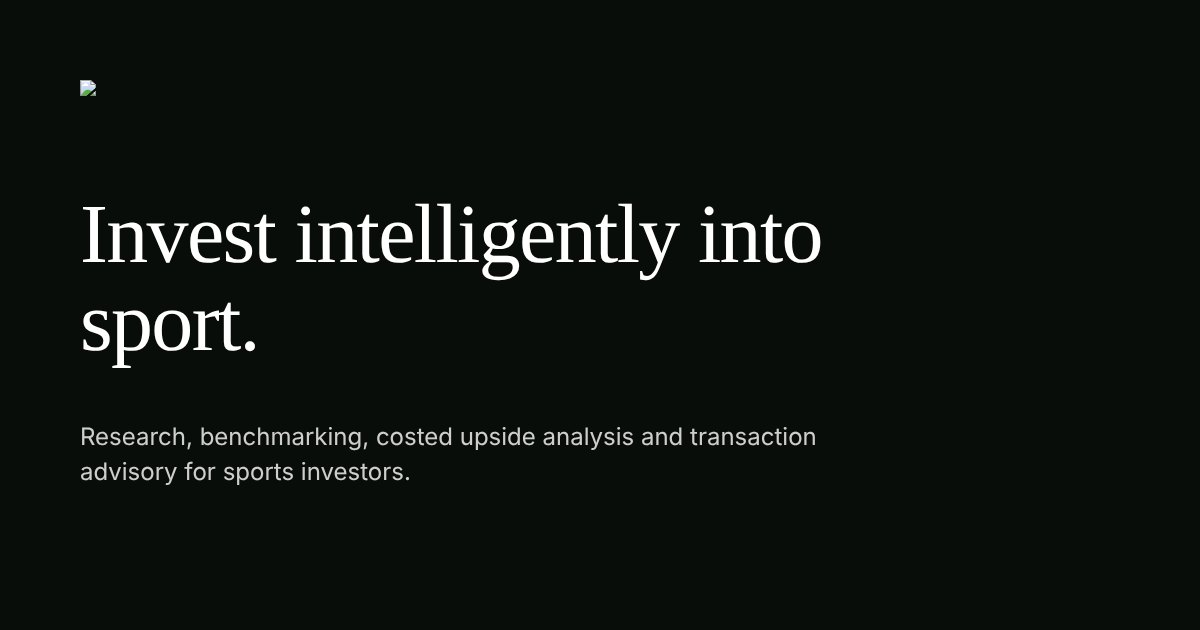 Invest intelligently into
sport.
Research, benchmarking, costed upside analysis and transaction
advisory for sports investors.